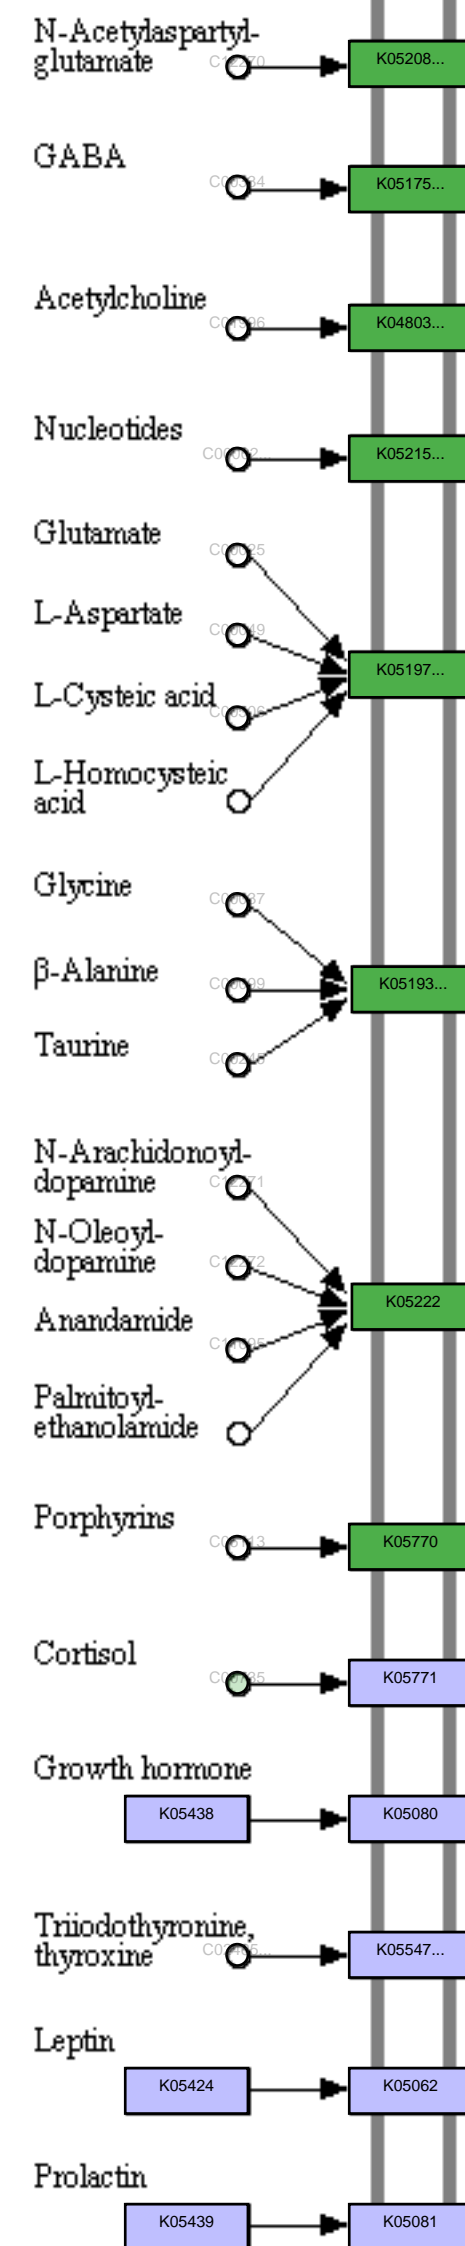 N-Acetylaspartyl-
glutamate
K05208...
GABA
K05175...
Acetylcholine
K04803...
Nucleotides
K05215...
Glutamate
L-Aspartate
K05197...
L-Cysteic acid
L-Homocysteic
acid
Glycine
β-Alanine
K05193...
Taurine
N-Arachidonoyl-
dopamine
N-Oleoyl-
dopamine
K05222
Anandamide
Palmitoyl-
ethanolamide
Porphyrins
K05770
Cortisol
K05771
Growth hormone
K05438 K05080
Triiodothyronine,
thyroxine
K05547...
Leptin
K05424 K05062
Prolactin
K05439 K05081